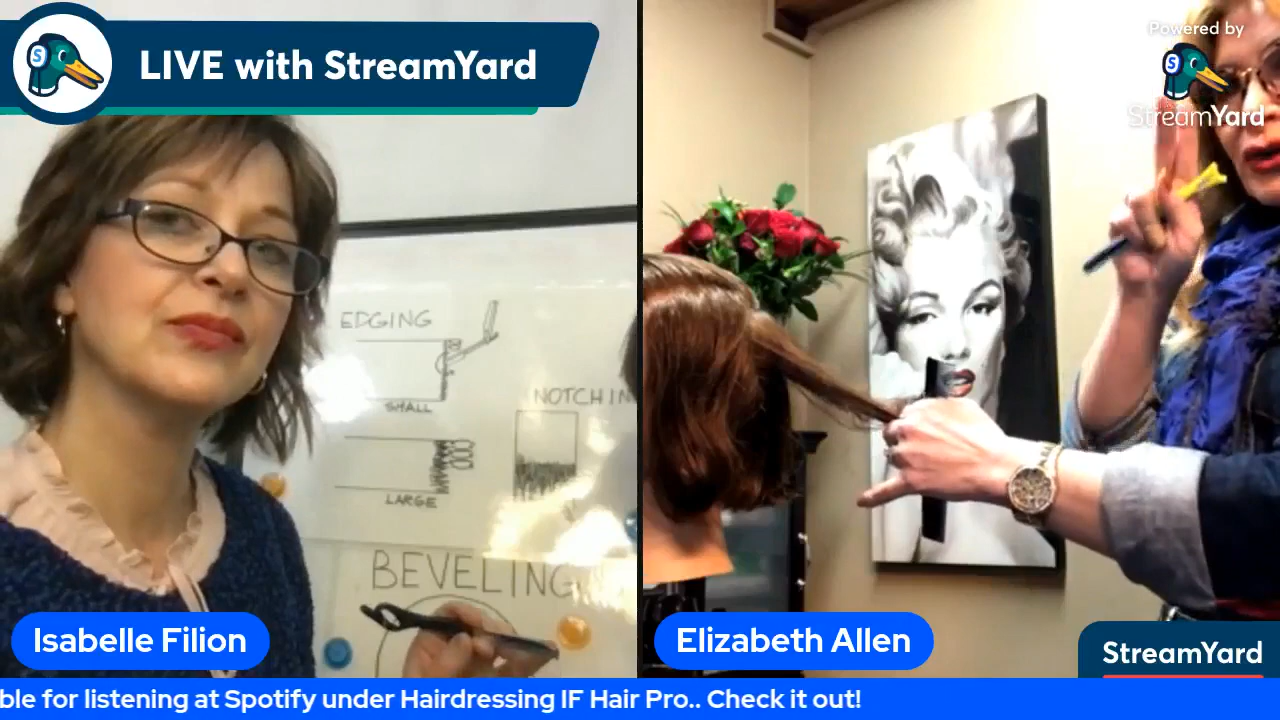 LIVE with StreamYard
Powered by
StreamYard
EDGING
SMALL
NOTCHIN
LARGE
BEVELING
Isabelle Filion
Elizabeth Allen
StreamYard
ble for listening at Spotify under Hairdressing IF Hair Pro.. Check it out!